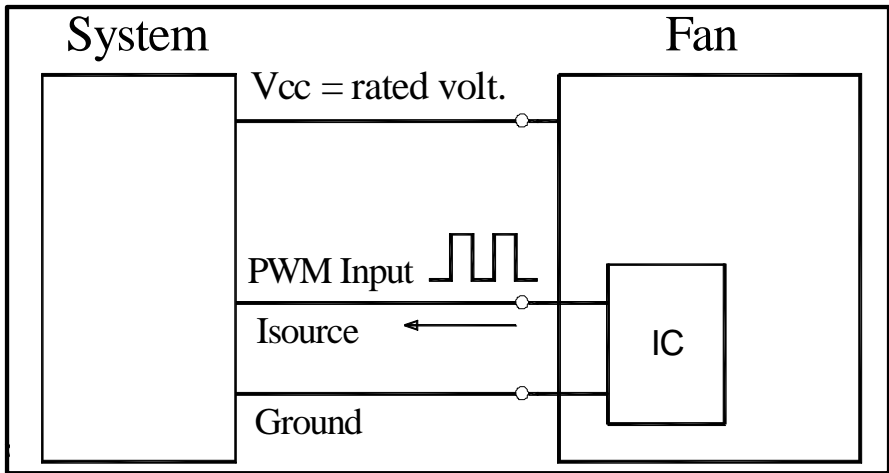 System
Fan
Vcc = rated volt.
PWM Input
Isource
IC
Ground